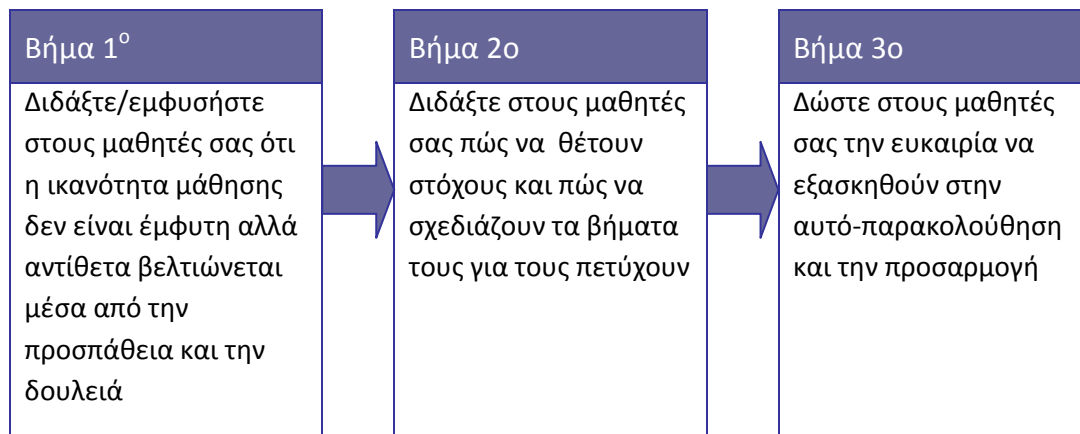 Βήμα 1ο
Διδάξτε/εμφυσήστε
στους μαθητές σας ότι
η ικανότητα μάθησης
δεν είναι έμφυτη αλλά
αντίθετα βελτιώνεται
μέσα από την
προσπάθεια και την
δουλειά
Βήμα 2ο
Διδάξτε στους μαθητές
σας πώς να θέτουν
στόχους και πώς να
σχεδιάζουν τα βήματα
τους για τους πετύχουν
Βήμα 3ο
Δώστε στους μαθητές
σας την ευκαιρία να
εξασκηθούν στην
αυτό-παρακολούθηση
και την προσαρμογή